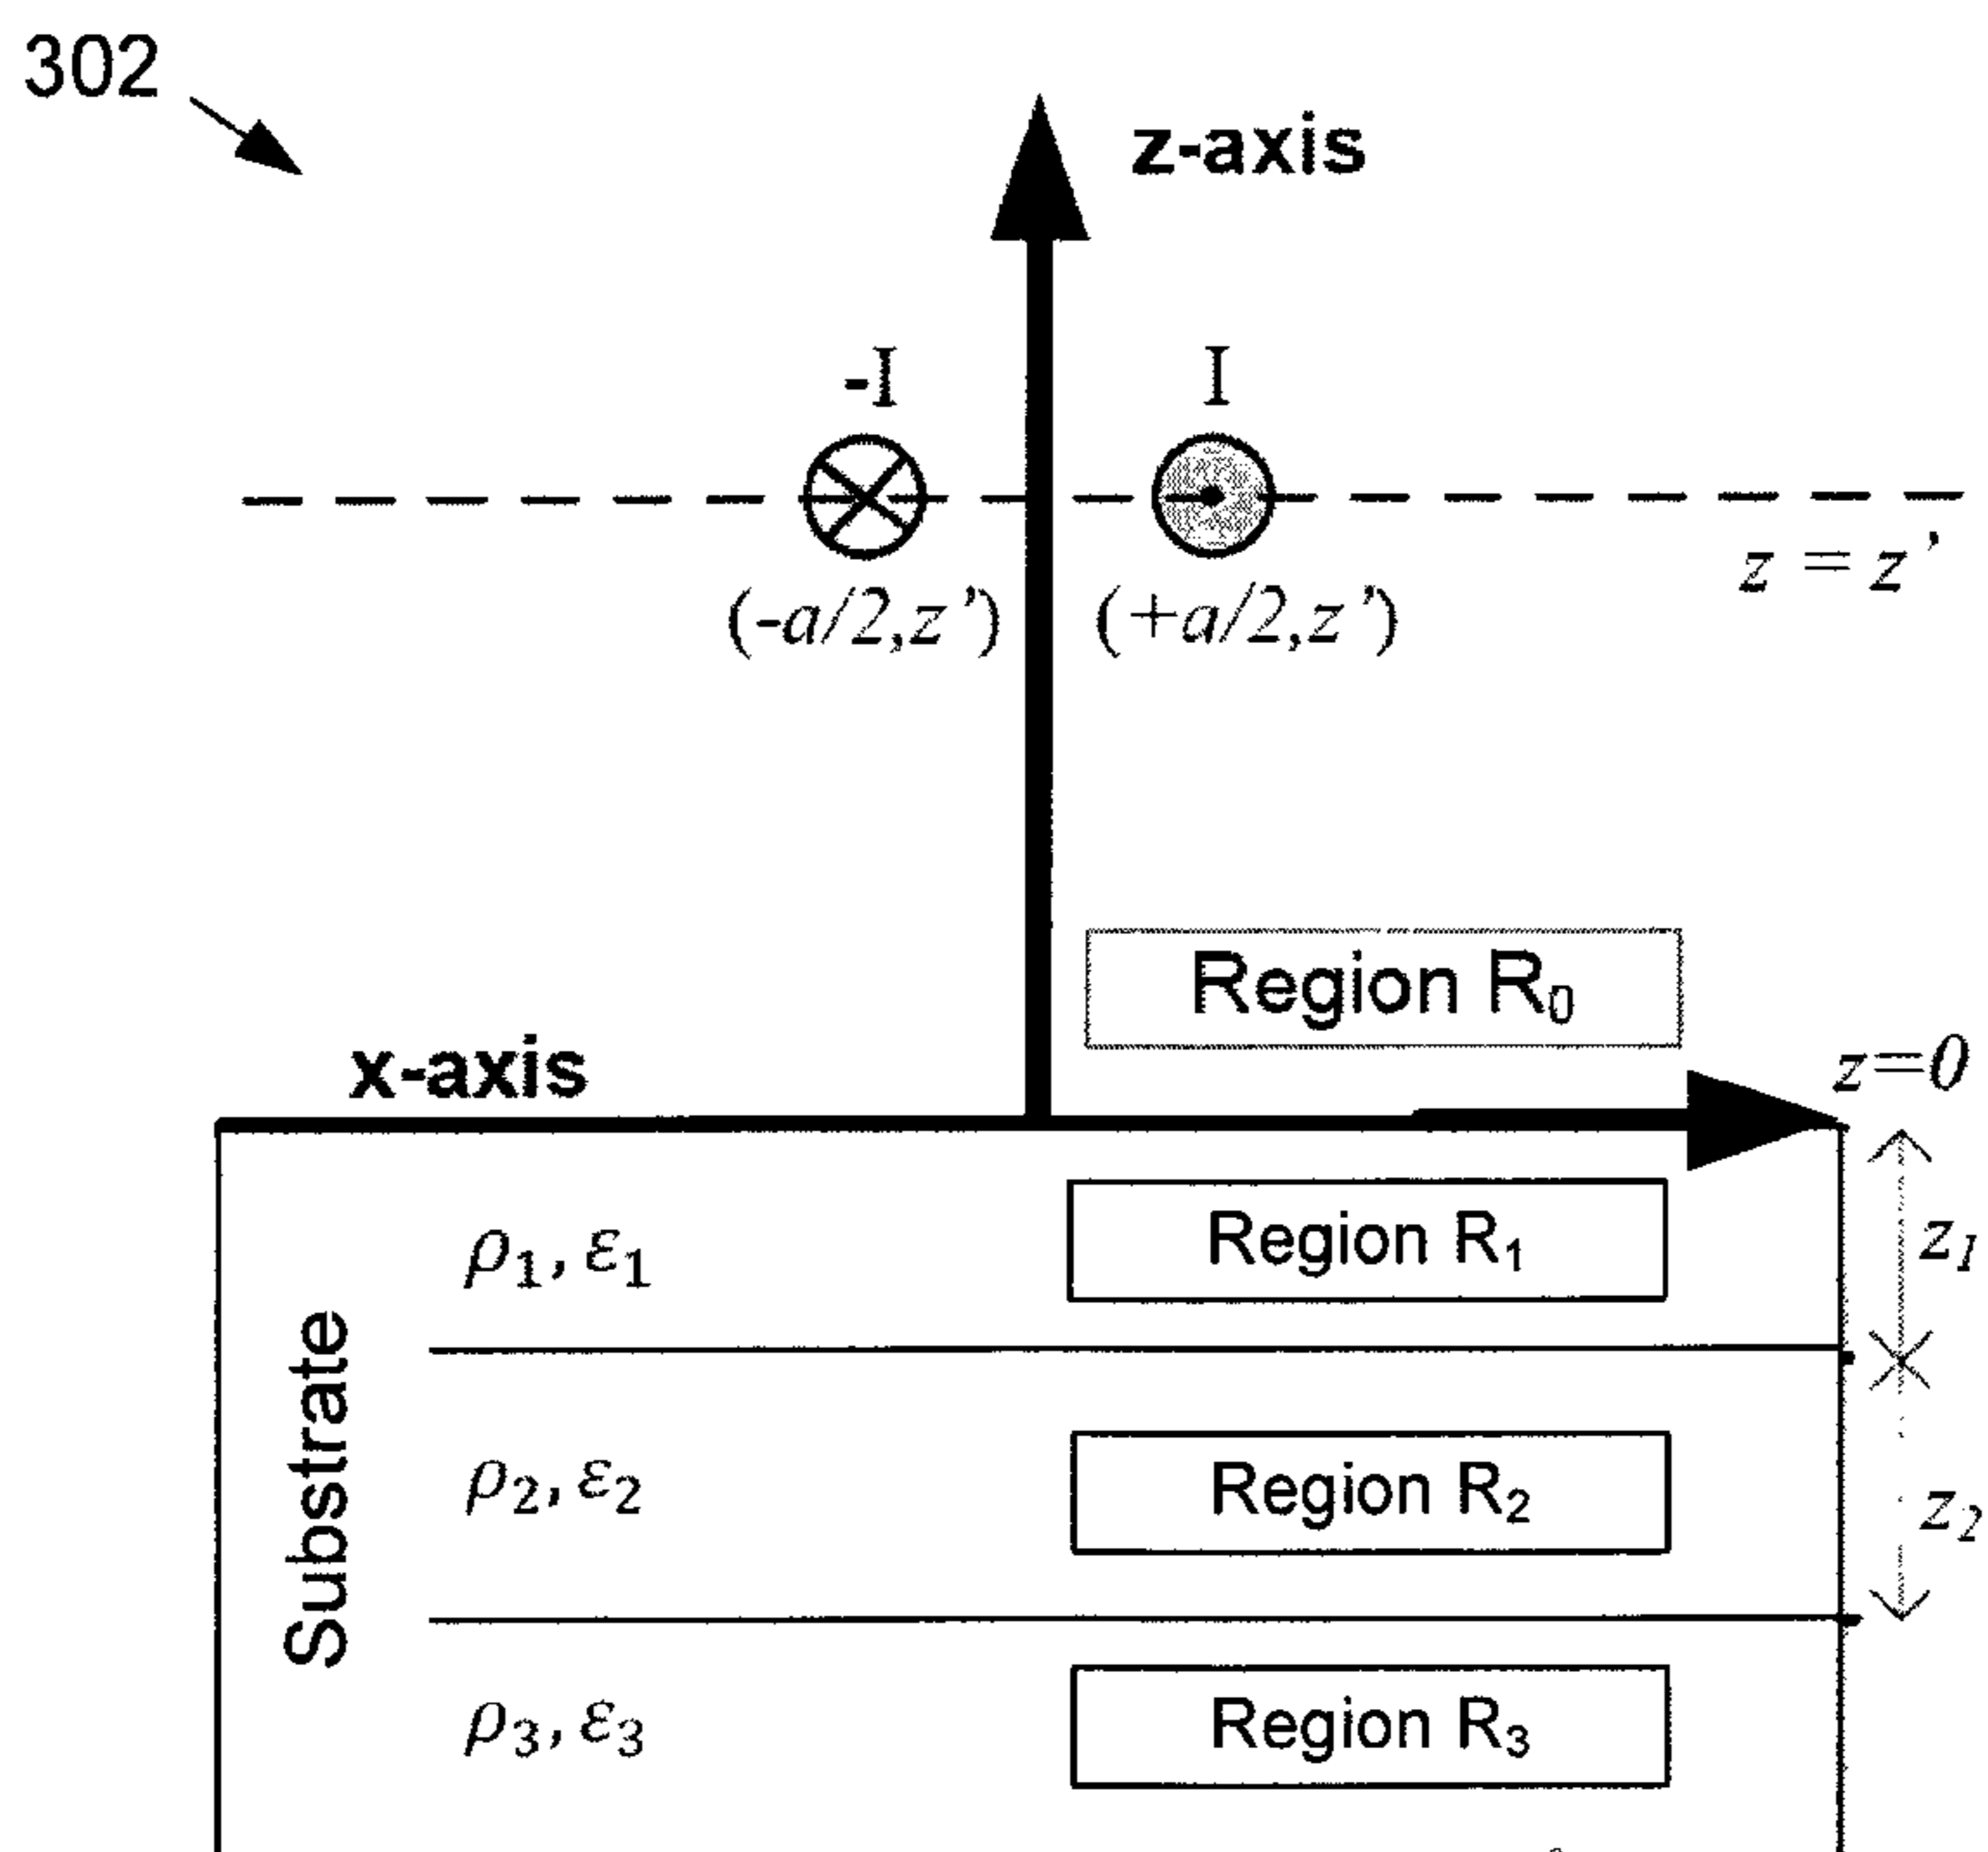 302
z-axis
-I
I
z = z’
(-a/2,z’)
(+a/2,z’)
Region R₀
x-axis
z=0
ρ₁, ε₁
Region R₁
z₁
Substrate
ρ₂, ε₂
Region R₂
z₂
ρ₃, ε₃
Region R₃